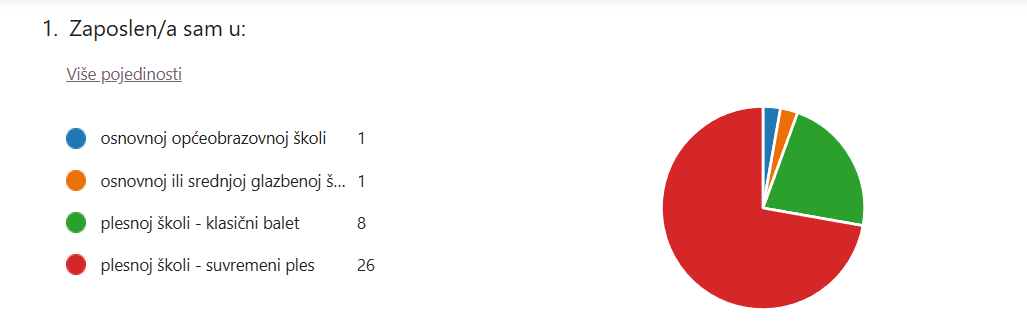 1. Zaposlen/a sam u:
Više pojedinosti
osnovnoj općeobrazovnoj školi 1
osnovnoj ili srednjoj glazbenoj š... 1
plesnoj školi - klasični balet 8
plesnoj školi - suvremeni ples 26